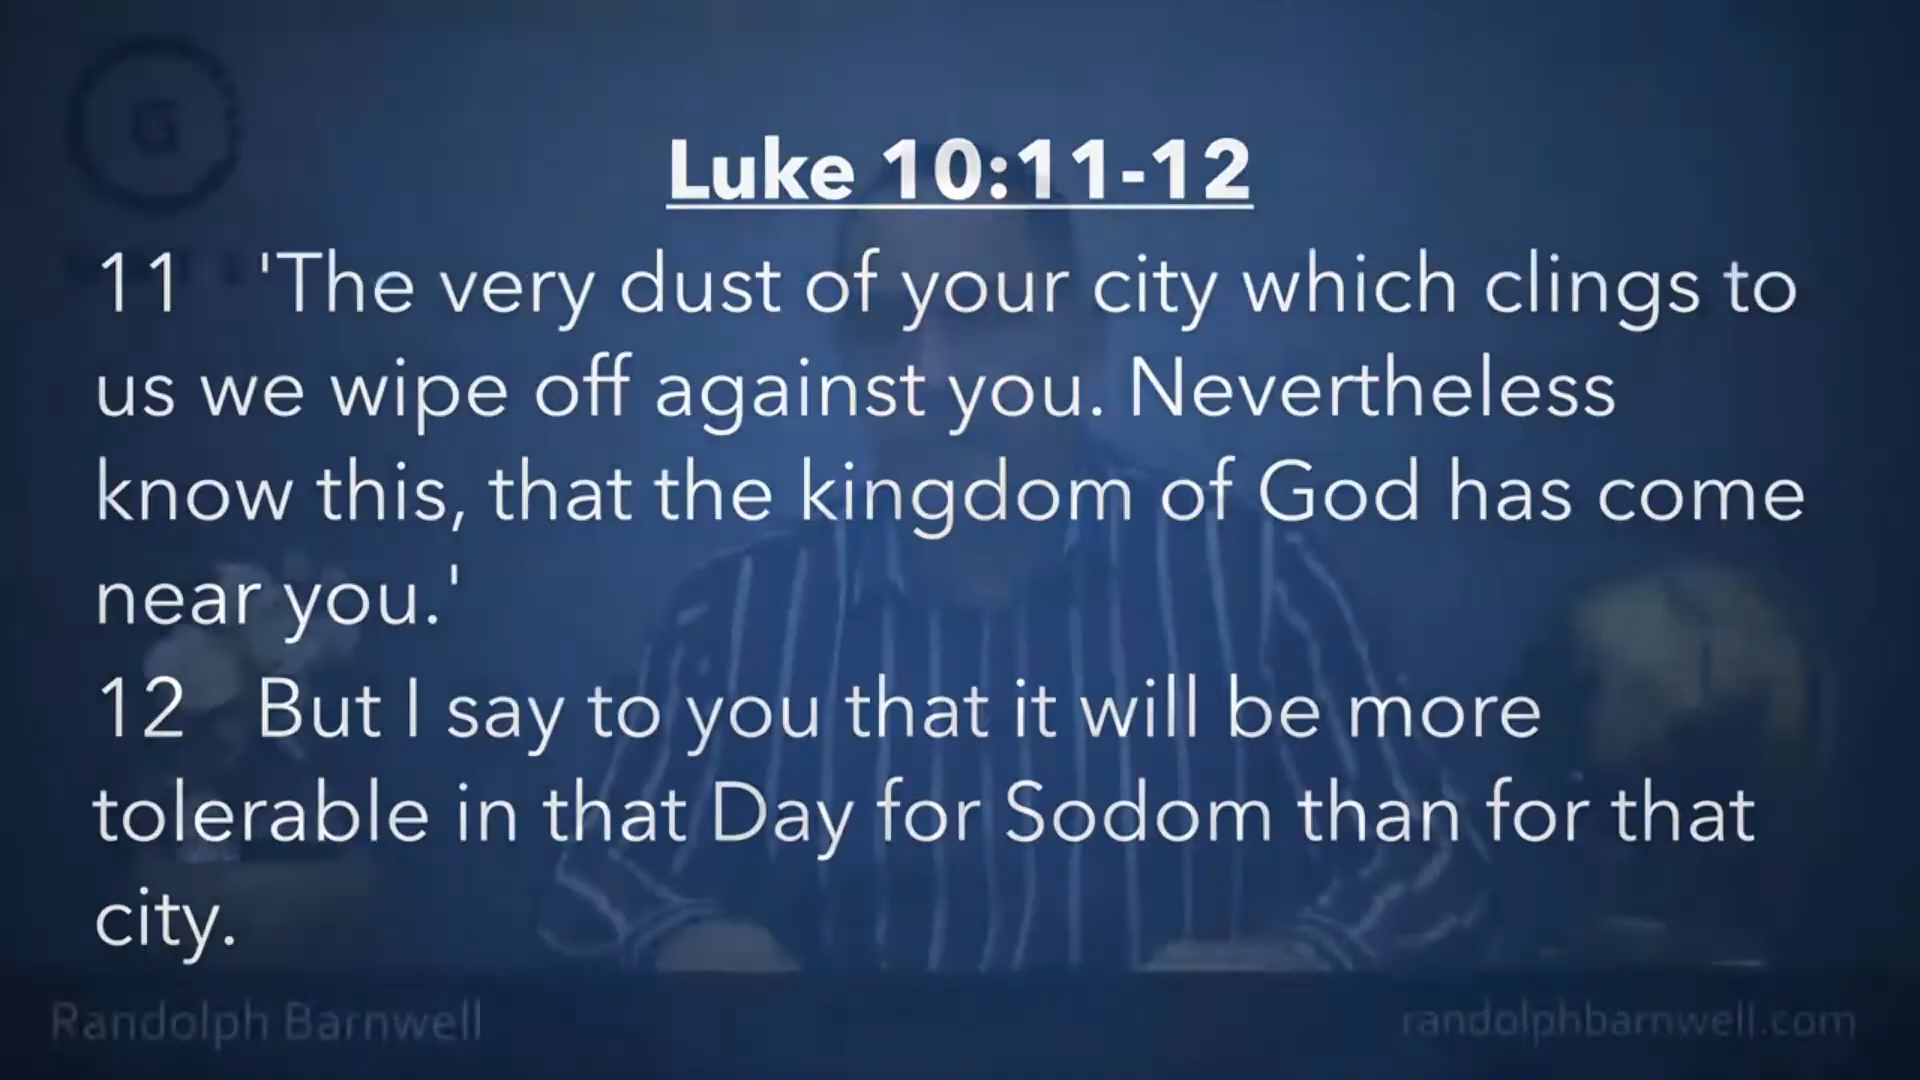 G
Luke 10:11-12
11 'The very dust of your city which clings to
us we wipe off against you. Nevertheless
know this, that the kingdom of God has come
near you.'
12 But I say to you that it will be more
tolerable in that Day for Sodom than for that
city.
Randolph Barnwell
randolphbarnwell.com